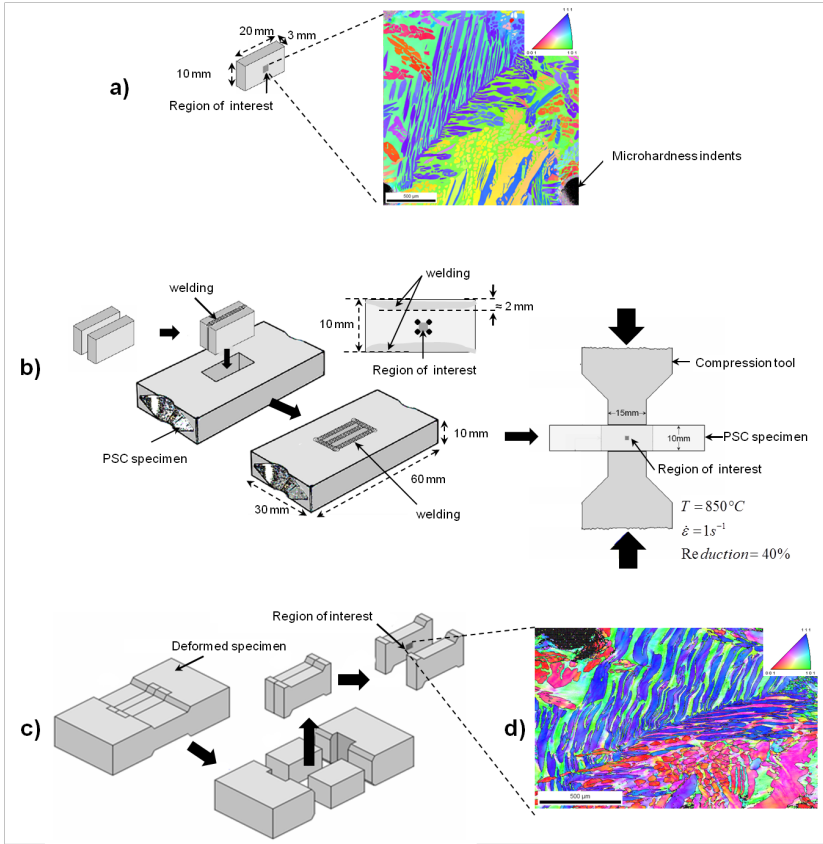 a)
20 mm
3 mm
10 mm
Region of interest
111
001
101
500 µm
Microhardness indents
b)
welding
welding
10 mm
≈ 2 mm
Region of interest
PSC specimen
10 mm
60 mm
30 mm
welding
Compression tool
15mm
10mm
PSC specimen
Region of interest
T = 850°C
ε̇ = 1s⁻¹
Reduction = 40%
c)
Deformed specimen
Region of interest
d)
111
001
101
500 µm